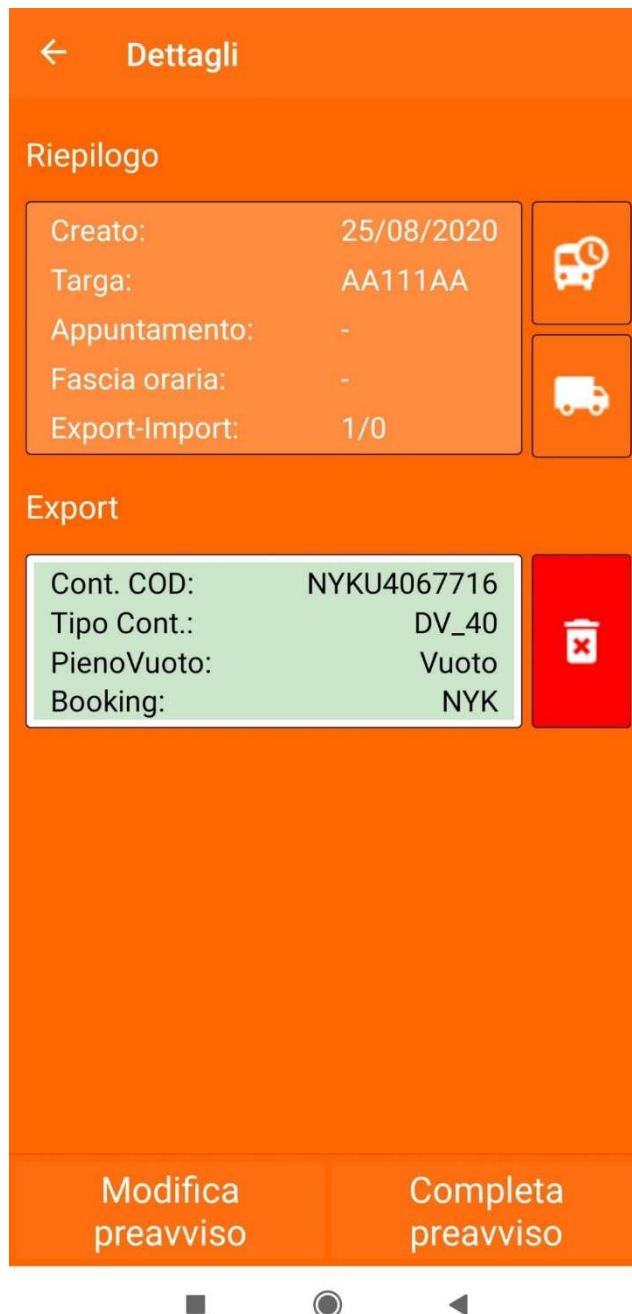 Dettagli
Riepilogo
Creato: 25/08/2020
Targa: AA111AA
Appuntamento: -
Fascia oraria: -
Export-Import: 1/0
Export
Cont. COD: NYKU4067716
Tipo Cont.: DV_40
PienoVuoto: Vuoto
Booking: NYK
Modifica
preavviso
Completa
preavviso